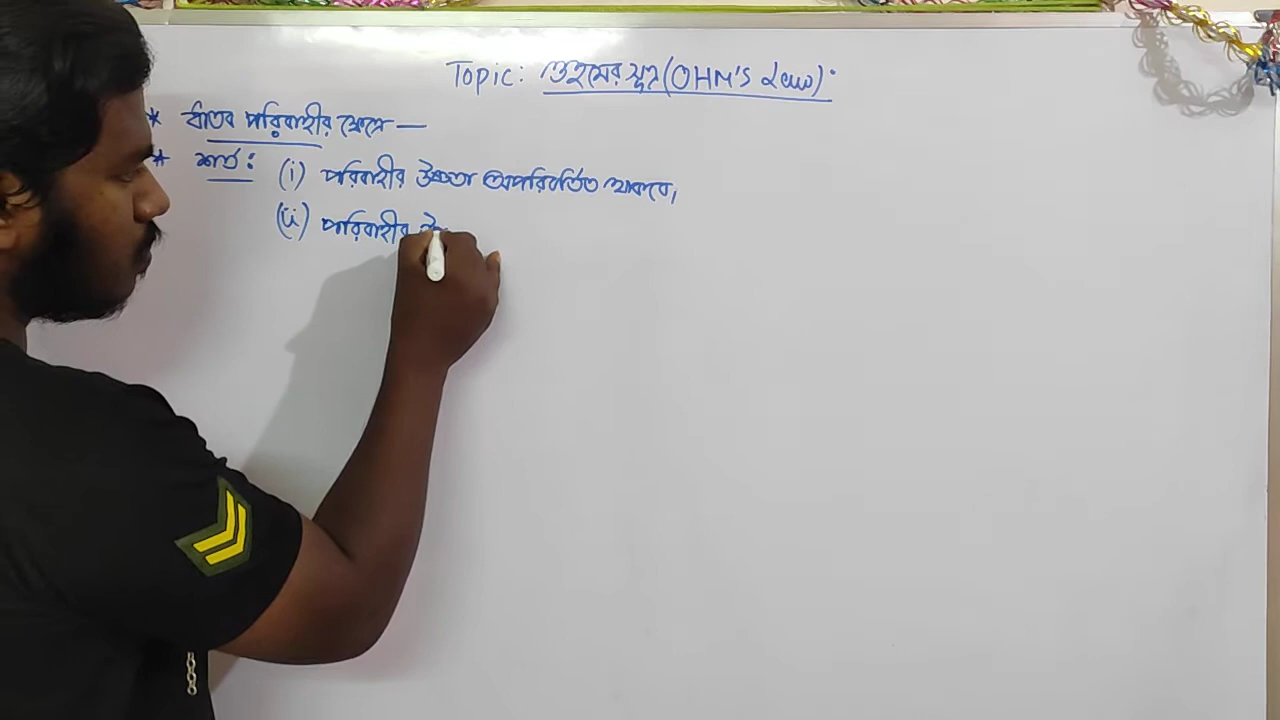 Topic: ওহমের সূত্র (OHM'S Law):
* ধাতব পরিবাহীর ক্ষেত্রে —
* শর্ত: (i) পরিবাহীর উষ্ণতা অপরিবর্তিত থাকবে,
(ii) পরিবাহীর